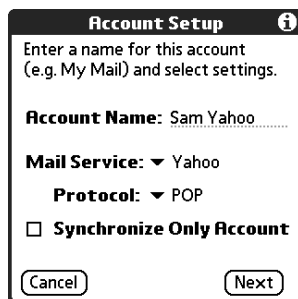 Account Setup
Enter a name for this account
(e.g. My Mail) and select settings.
Account Name: Sam Yahoo
Mail Service: Yahoo
Protocol: POP
Synchronize Only Account
Cancel Next